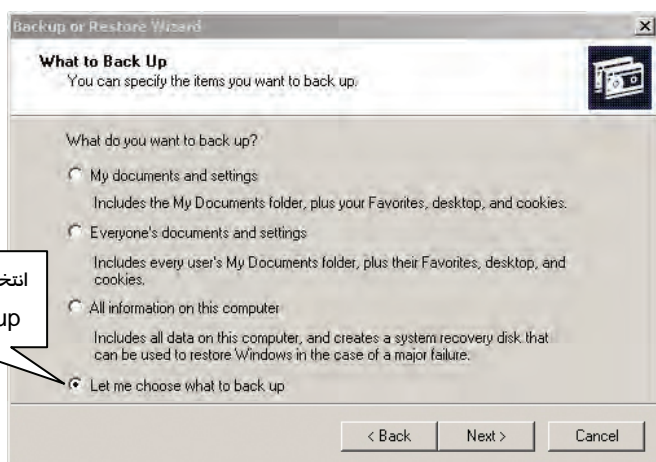 Backup or Restore Wizard
What to Back Up
You can specify the items you want to back up.
What do you want to back up?
My documents and settings
Includes the My Documents folder, plus your Favorites, desktop, and cookies.
Everyone's documents and settings
Includes every user's My Documents folder, plus their Favorites, desktop, and
cookies.
All information on this computer
Includes all data on this computer, and creates a system recovery disk that
can be used to restore Windows in the case of a major failure.
Let me choose what to back up
< Back
Next >
Cancel